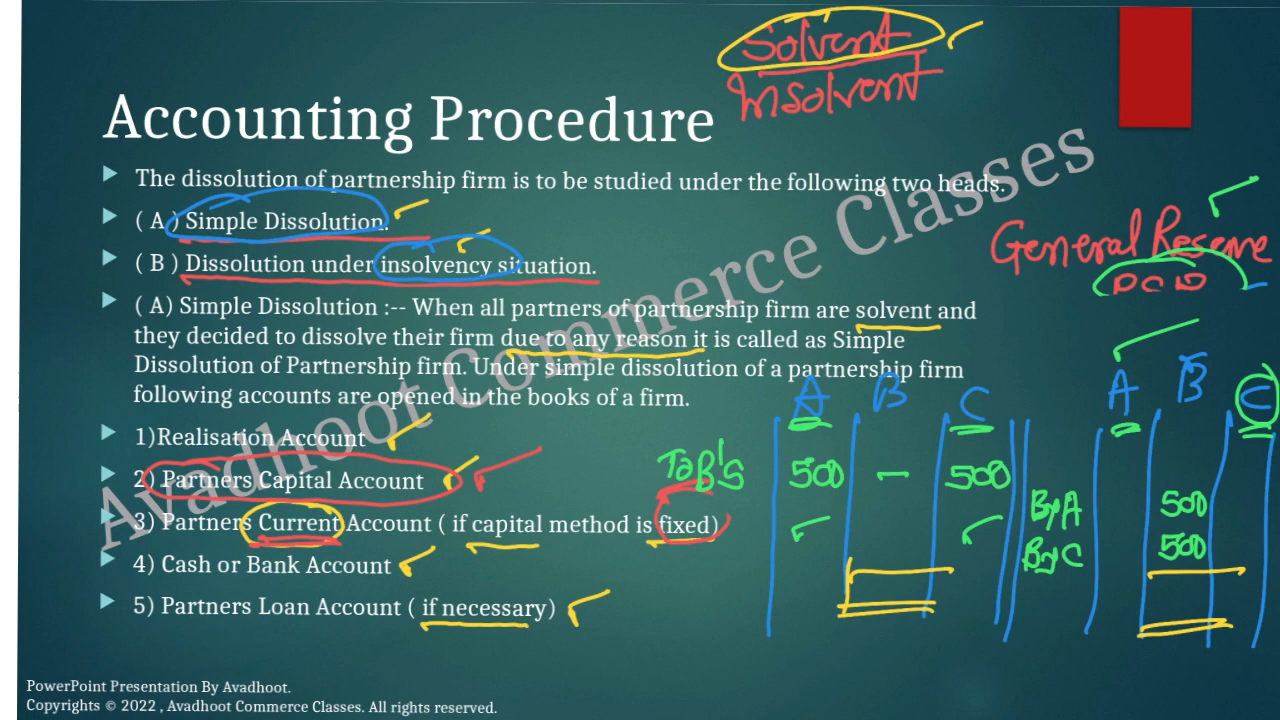 Solvent
Insolvent
Accounting Procedure
The dissolution of partnership firm is to be studied under the following two heads.
( A ) Simple Dissolution.
( B ) Dissolution under insolvency situation.
( A) Simple Dissolution :-- When all partners of partnership firm are solvent and
they decided to dissolve their firm due to any reason it is called as Simple
Dissolution of Partnership firm. Under simple dissolution of a partnership firm
following accounts are opened in the books of a firm.
1)Realisation Account
2) Partners Capital Account
3) Partners Current Account ( if capital method is fixed)
4) Cash or Bank Account
5) Partners Loan Account ( if necessary)
General Reserve
A B C A B C
To B's 500 – 500
By A 500
By C 500
Avadhoot Commerce Classes
PowerPoint Presentation By Avadhoot.
Copyrights © 2022 , Avadhoot Commerce Classes. All rights reserved.